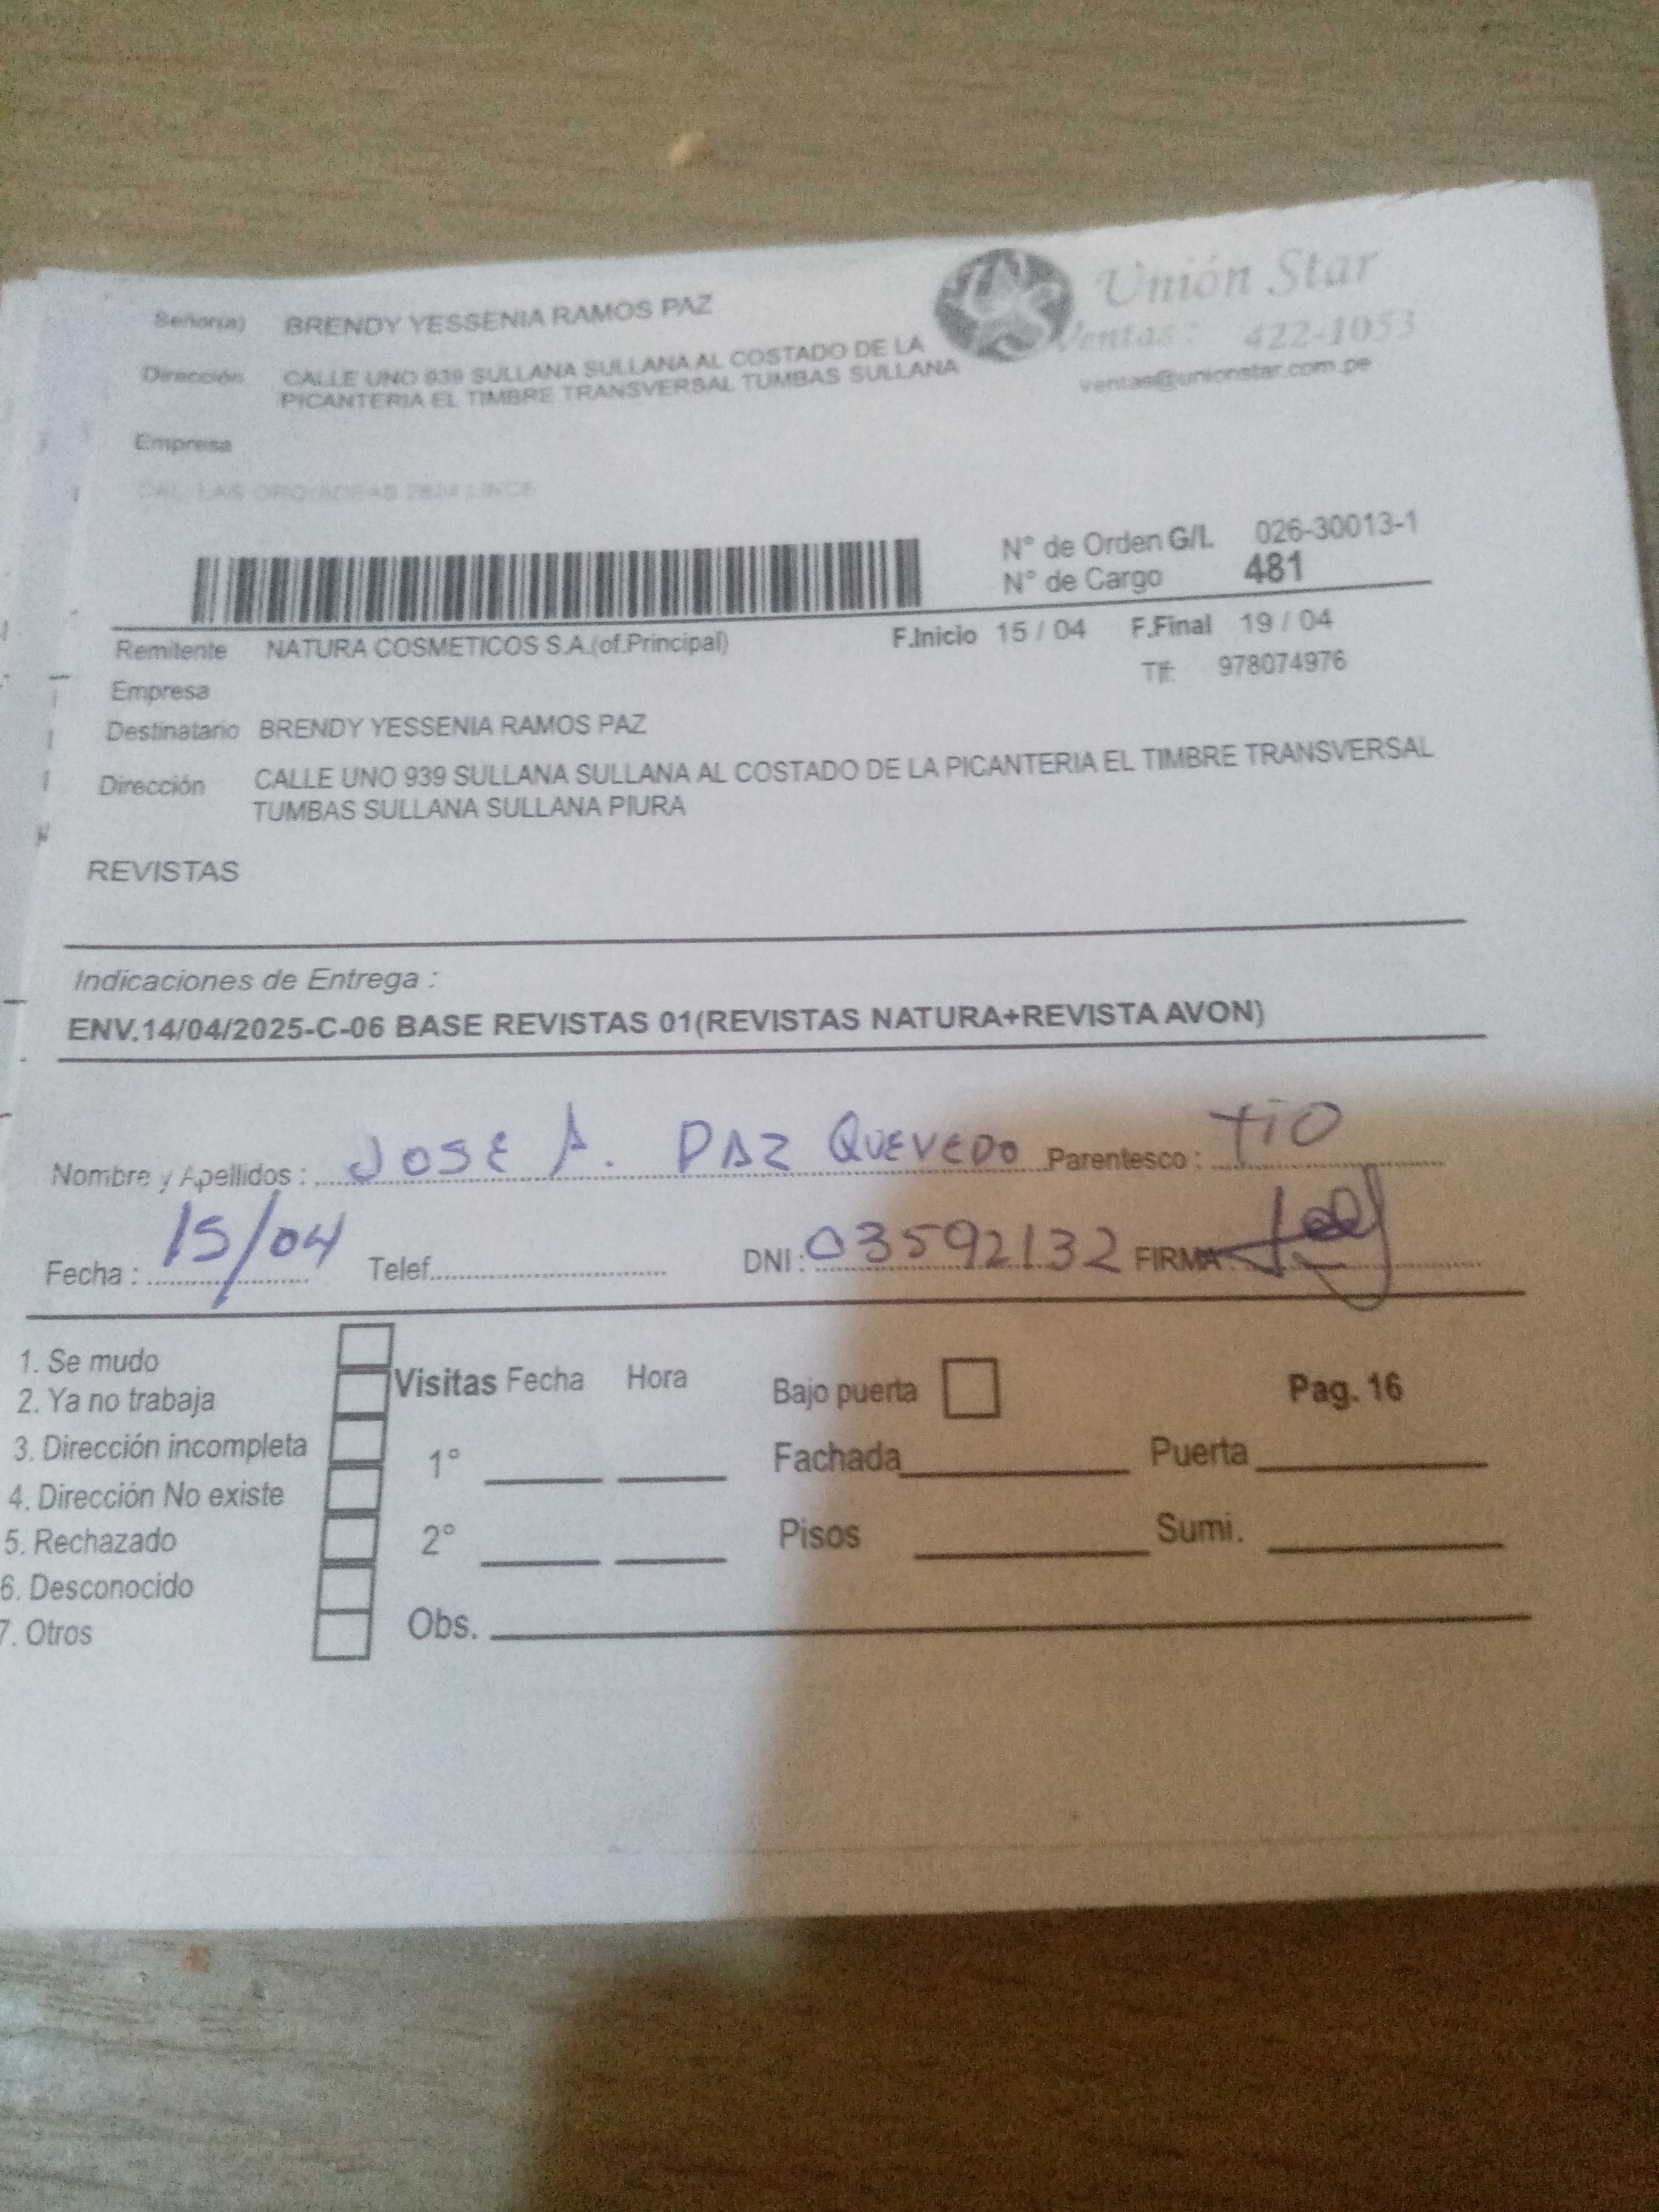 Unión Star
Ventas: 422-1053
ventas@unionstar.com.pe
Señor(a) BRENDY YESSENIA RAMOS PAZ
Dirección CALLE UNO 939 SULLANA SULLANA AL COSTADO DE LA
PICANTERIA EL TIMBRE TRANSVERSAL TUMBAS SULLANA
Empresa
N° de Orden G/I. 026-30013-1
N° de Cargo 481
Remitente NATURA COSMETICOS S.A.(of.Principal) F.Inicio 15 / 04 F.Final 19 / 04
Empresa Tlf: 978074976
Destinatario BRENDY YESSENIA RAMOS PAZ
Dirección CALLE UNO 939 SULLANA SULLANA AL COSTADO DE LA PICANTERIA EL TIMBRE TRANSVERSAL
TUMBAS SULLANA SULLANA PIURA
REVISTAS
Indicaciones de Entrega :
ENV.14/04/2025-C-06 BASE REVISTAS 01(REVISTAS NATURA+REVISTA AVON)
Nombre y Apellidos : JOSE A. PAZ QUEVEDO Parentesco : TIO
Fecha : 15/04 Telef. DNI : 03592132 FIRMA :
1. Se mudo
2. Ya no trabaja
3. Dirección incompleta
4. Dirección No existe
5. Rechazado
6. Desconocido
7. Otros
Visitas Fecha Hora
1°
2°
Obs.
Bajo puerta Pag. 16
Fachada Puerta
Pisos Sumi.